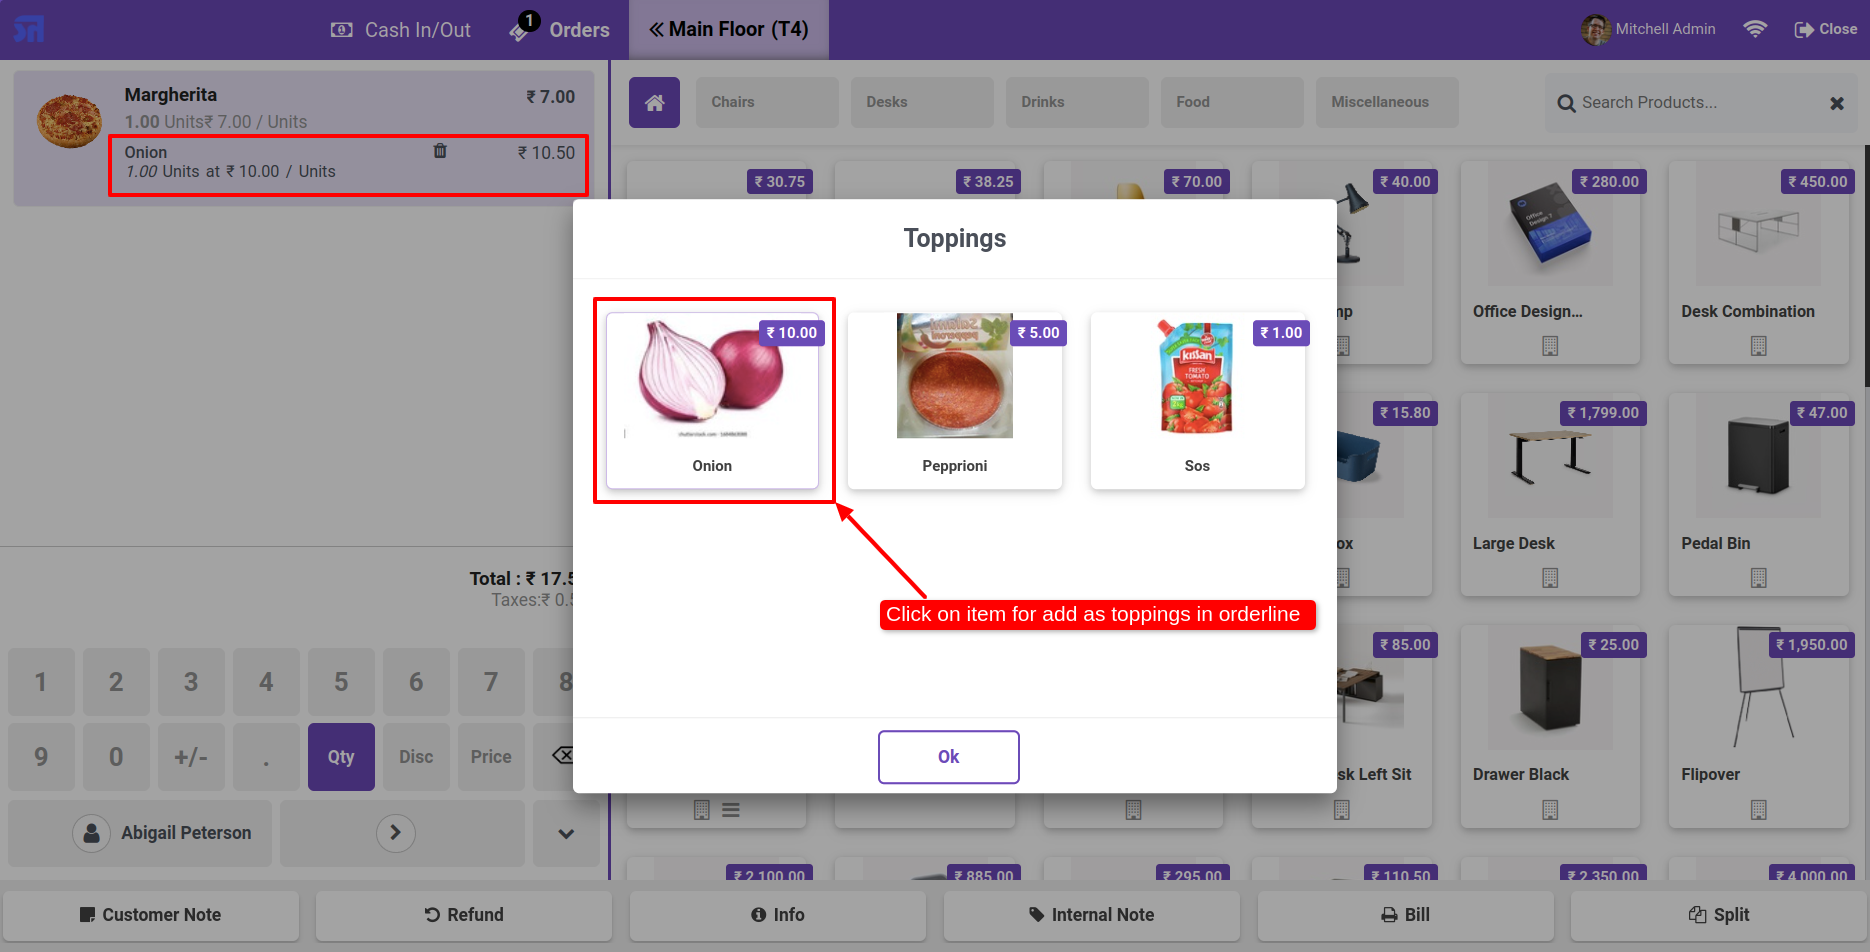 Cash In/Out
1
Orders
Main Floor (T4)
Mitchell Admin
Close
Margherita
₹ 7.00
1.00 Units₹ 7.00 / Units
Onion
₹ 10.50
1.00 Units at ₹ 10.00 / Units
Chairs
Desks
Drinks
Food
Miscellaneous
Search Products...
₹ 30.75
₹ 38.25
₹ 70.00
₹ 40.00
₹ 280.00
₹ 450.00
Office Design...
Desk Combination
Toppings
₹ 10.00
₹ 5.00
₹ 1.00
kissan
FRESH
TOMATO
Onion
Pepprioni
Sos
Click on item for add as toppings in orderline
Ok
₹ 15.80
₹ 1,799.00
₹ 47.00
Large Desk
Pedal Bin
₹ 85.00
₹ 25.00
₹ 1,950.00
sk Left Sit
Drawer Black
Flipover
₹ 2,100.00
₹ 885.00
₹ 295.00
₹ 110.50
₹ 2,350.00
₹ 4,000.00
Total : ₹ 17.5
Taxes:₹ 0.5
1
2
3
4
5
6
7
8
9
0
+/-
.
Qty
Disc
Price
Abigail Peterson
Customer Note
Refund
Info
Internal Note
Bill
Split